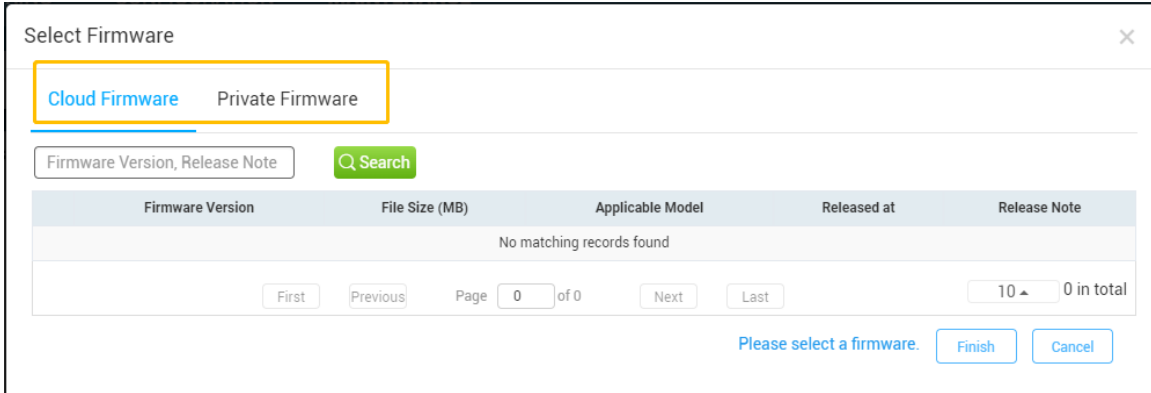 Select Firmware
Cloud Firmware Private Firmware
Firmware Version, Release Note Search
Firmware Version File Size (MB) Applicable Model Released at Release Note
No matching records found
First Previous Page 0 of 0 Next Last 10 0 in total
Please select a firmware. Finish Cancel